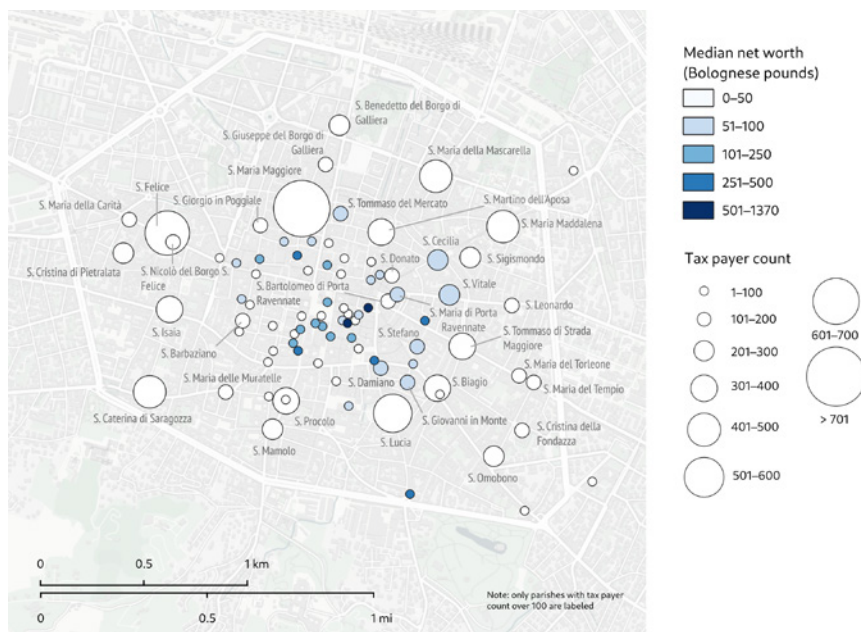 S. Benedetto del Borgo di
Galliera
S. Giuseppe del Borgo di
Galliera
S. Maria della Mascarella
S. Maria Maggiore
S. Felice
S. Giorgio in Poggiale
S. Tommaso del Mercato
S. Martino dell'Aposa
S. Maria della Carità
S. Maria Maddalena
S. Cecilia
S. Donato
S. Sigismondo
S. Cristina di Pietralata
S. Nicolò del Borgo S.
Felice
S. Bartolomeo di Porta
Ravennate
S. Vitale
S. Maria di Porta
Ravennate
S. Leonardo
S. Isaia
S. Stefano
S. Tommaso di Strada
Maggiore
S. Barbaziano
S. Maria del Torleone
S. Maria delle Muratelle
S. Damiano
S. Biagio
S. Maria del Tempio
S. Caterina di Saragozza
S. Procolo
S. Giovanni in Monte
S. Cristina della
Fondazza
S. Lucia
S. Mamolo
S. Omobono
0
0.5
1 km
0
0.5
1 mi
Note: only parishes with tax payer
count over 100 are labeled
Median net worth
(Bolognese pounds)
0–50
51–100
101–250
251–500
501–1370
Tax payer count
1–100
101–200
201–300
301–400
401–500
501–600
601–700
> 701